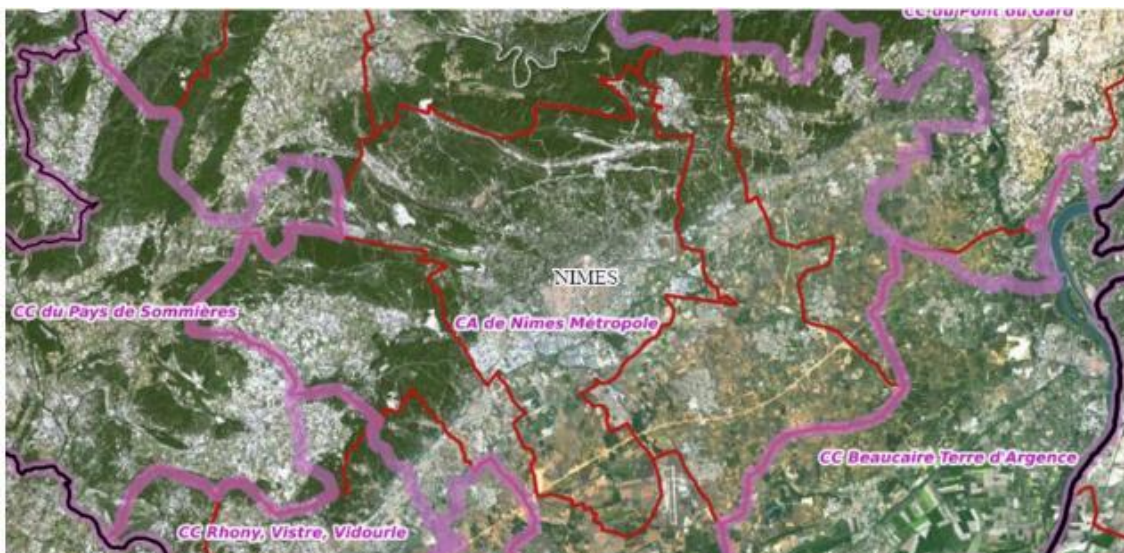 CC du Pont du Gard
NIMES
CC du Pays de Sommières
CA de Nîmes Métropole
CC Beaucaire Terre d'Argence
CC Rhony, Vistre, Vidourle